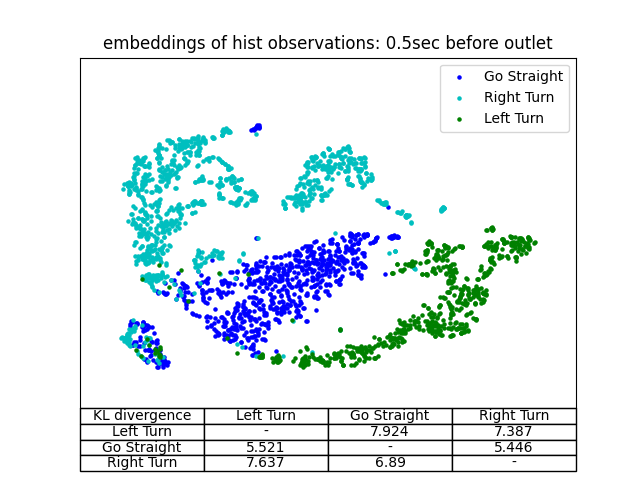 embeddings of hist observations: 0.5sec before outlet
Go Straight
Right Turn
Left Turn
KL divergence Left Turn Go Straight Right Turn
Left Turn - 7.924 7.387
Go Straight 5.521 - 5.446
Right Turn 7.637 6.89 -